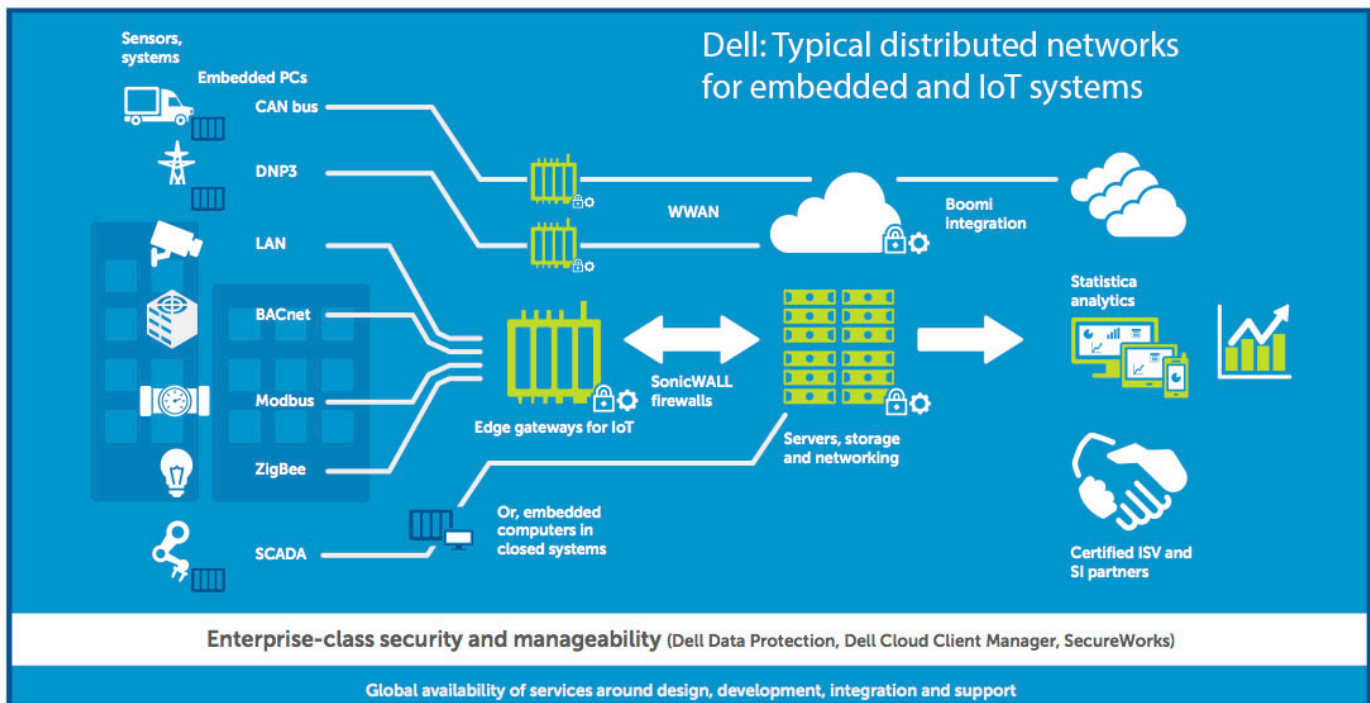 Sensors,
systems
Dell: Typical distributed networks
for embedded and IoT systems
Embedded PCs
CAN bus
DNP3
WWAN
Boomi
integration
LAN
Statistica
analytics
BACnet
SonicWALL
firewalls
Modbus
Edge gateways for IoT
Servers, storage
and networking
ZigBee
Or, embedded
computers in
closed systems
SCADA
Certified ISV and
SI partners
Enterprise-class security and manageability (Dell Data Protection, Dell Cloud Client Manager, SecureWorks)
Global availability of services around design, development, integration and support